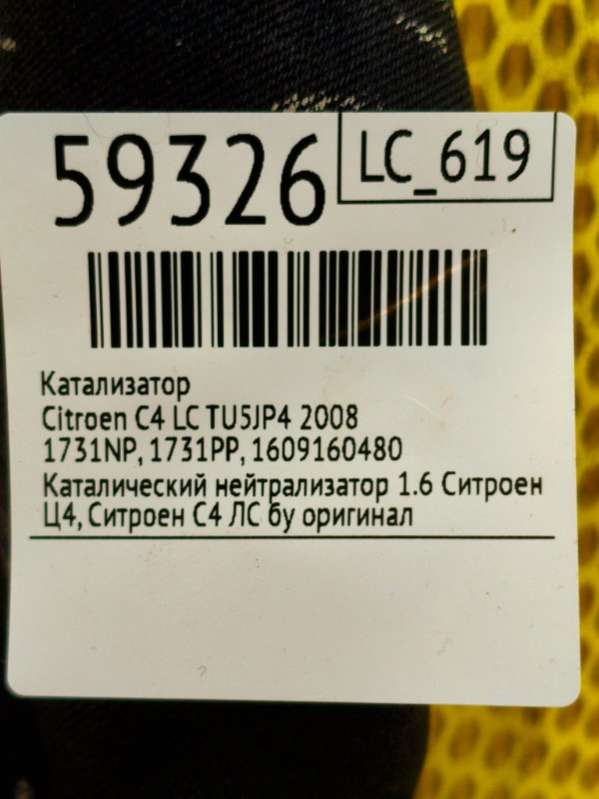 59326
LC_619
Катализатор
Citroen C4 LC TU5JP4 2008
1731NP, 1731PP, 1609160480
Каталический нейтрализатор 1.6 Ситроен
Ц4, Ситроен С4 ЛС бу оригинал